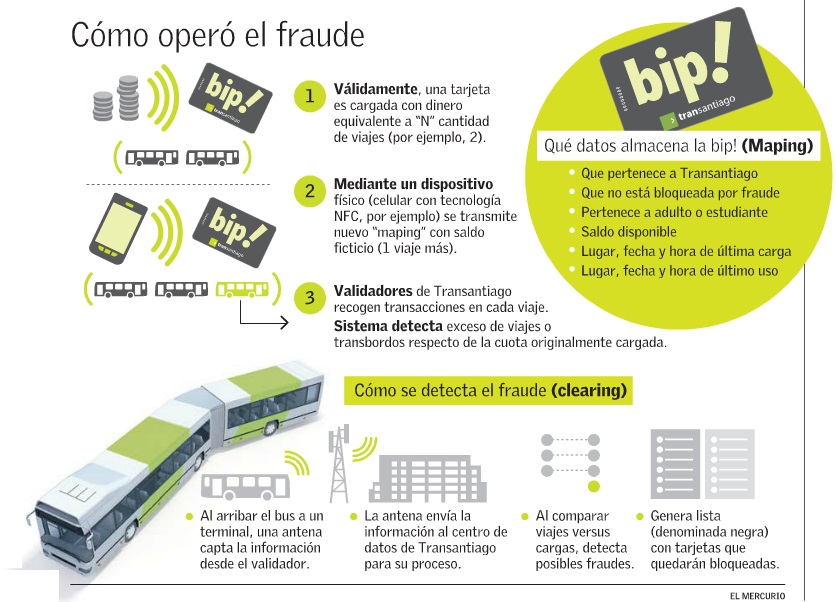 Cómo operó el fraude
bip!
transantiago
1
Válidamente, una tarjeta
es cargada con dinero
equivalente a “N” cantidad
de viajes (por ejemplo, 2).
bip!
transantiago
2
Mediante un dispositivo
físico (celular con tecnología
NFC, por ejemplo) se transmite
nuevo “maping” con saldo
ficticio (1 viaje más).
3
Validadores de Transantiago
recogen transacciones en cada viaje.
Sistema detecta exceso de viajes o
transbordos respecto de la cuota originalmente cargada.
bip!
transantiago
Qué datos almacena la bip! (Maping)
Que pertenece a Transantiago
Que no está bloqueada por fraude
Pertenece a adulto o estudiante
Saldo disponible
Lugar, fecha y hora de última carga
Lugar, fecha y hora de último uso
Cómo se detecta el fraude (clearing)
Al arribar el bus a un
terminal, una antena
capta la información
desde el validador.
La antena envía la
información al centro de
datos de Transantiago
para su proceso.
Al comparar
viajes versus
cargas, detecta
posibles fraudes.
Genera lista
(denominada negra)
con tarjetas que
quedarán bloqueadas.
EL MERCURIO